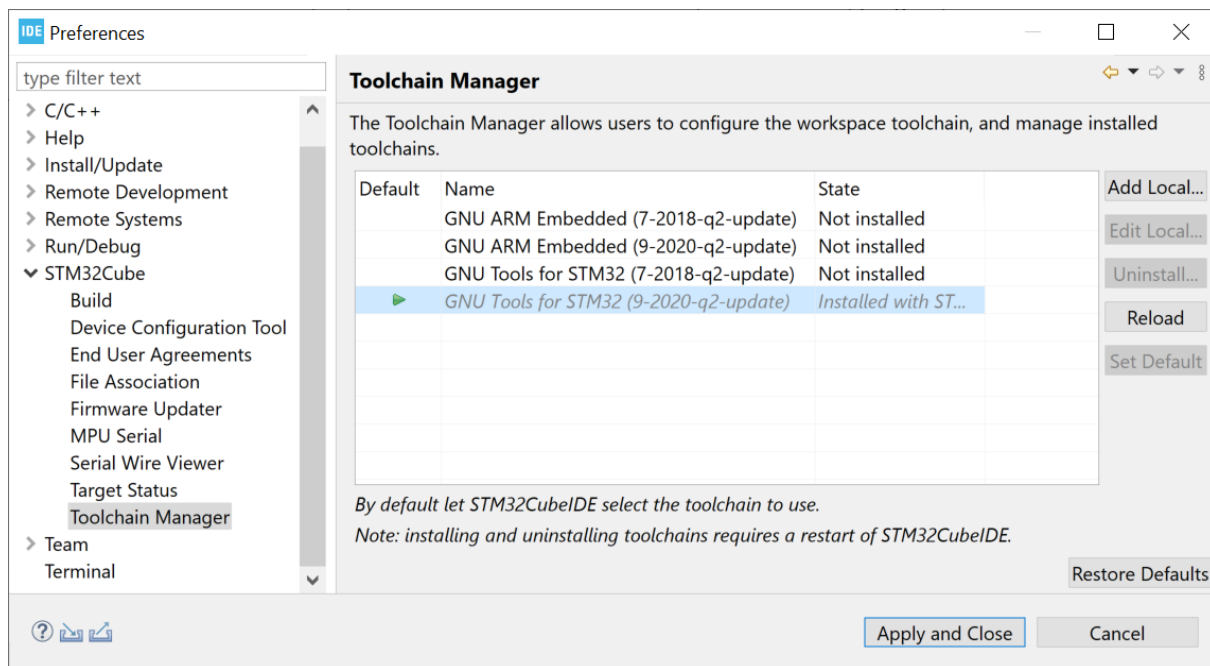 IDE Preferences
type filter text
C/C++
Help
Install/Update
Remote Development
Remote Systems
Run/Debug
STM32Cube
Build
Device Configuration Tool
End User Agreements
File Association
Firmware Updater
MPU Serial
Serial Wire Viewer
Target Status
Toolchain Manager
Team
Terminal
Toolchain Manager
The Toolchain Manager allows users to configure the workspace toolchain, and manage installed
toolchains.
Default Name State
GNU ARM Embedded (7-2018-q2-update) Not installed
GNU ARM Embedded (9-2020-q2-update) Not installed
GNU Tools for STM32 (7-2018-q2-update) Not installed
GNU Tools for STM32 (9-2020-q2-update) Installed with ST...
Add Local...
Edit Local...
Uninstall...
Reload
Set Default
By default let STM32CubeIDE select the toolchain to use.
Note: installing and uninstalling toolchains requires a restart of STM32CubeIDE.
Restore Defaults
?
Apply and Close
Cancel